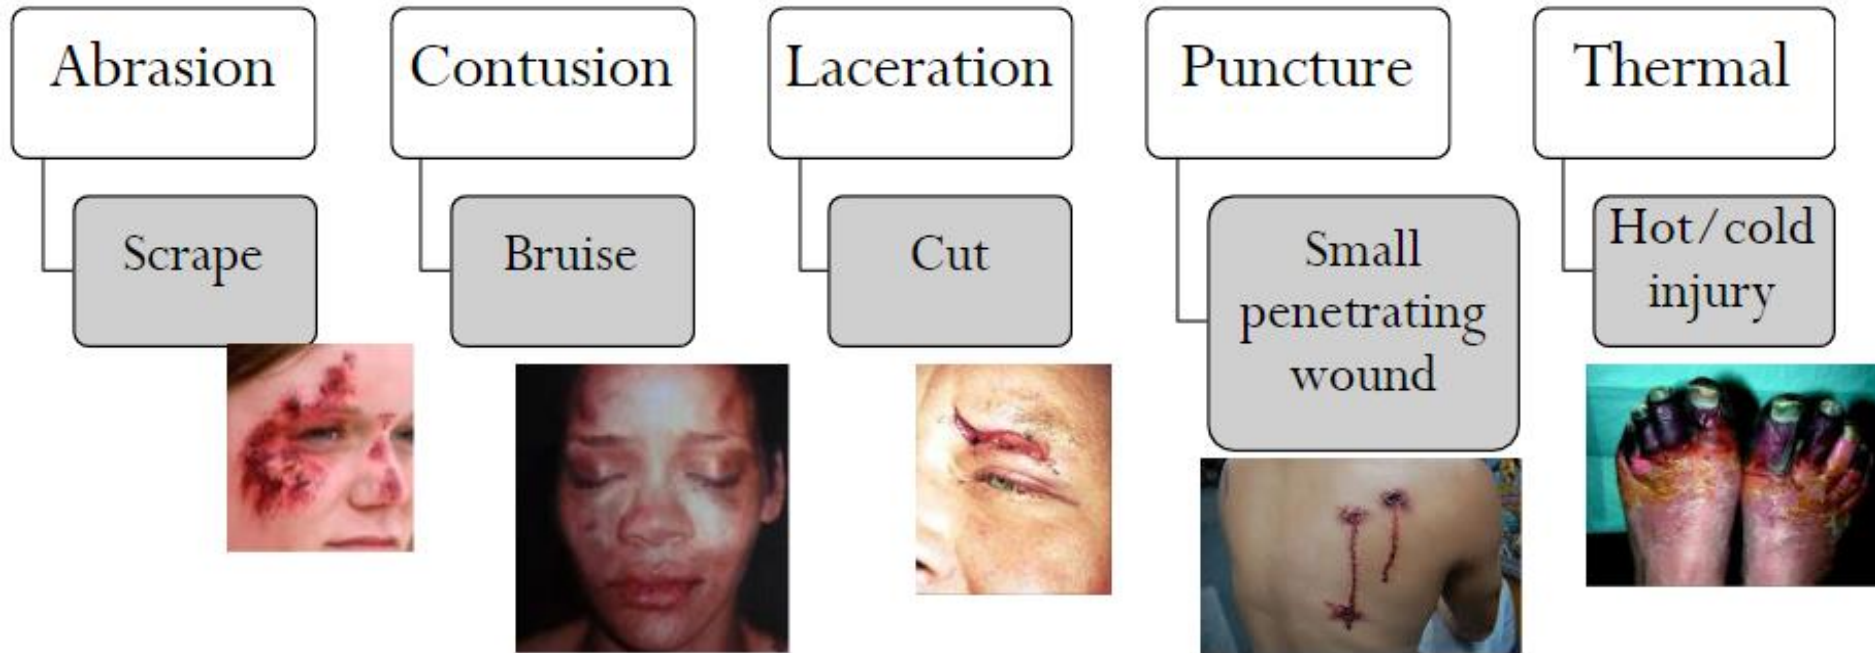 Abrasion
Contusion
Laceration
Puncture
Thermal
Scrape
Bruise
Cut
Small
penetrating
wound
Hot/cold
injury